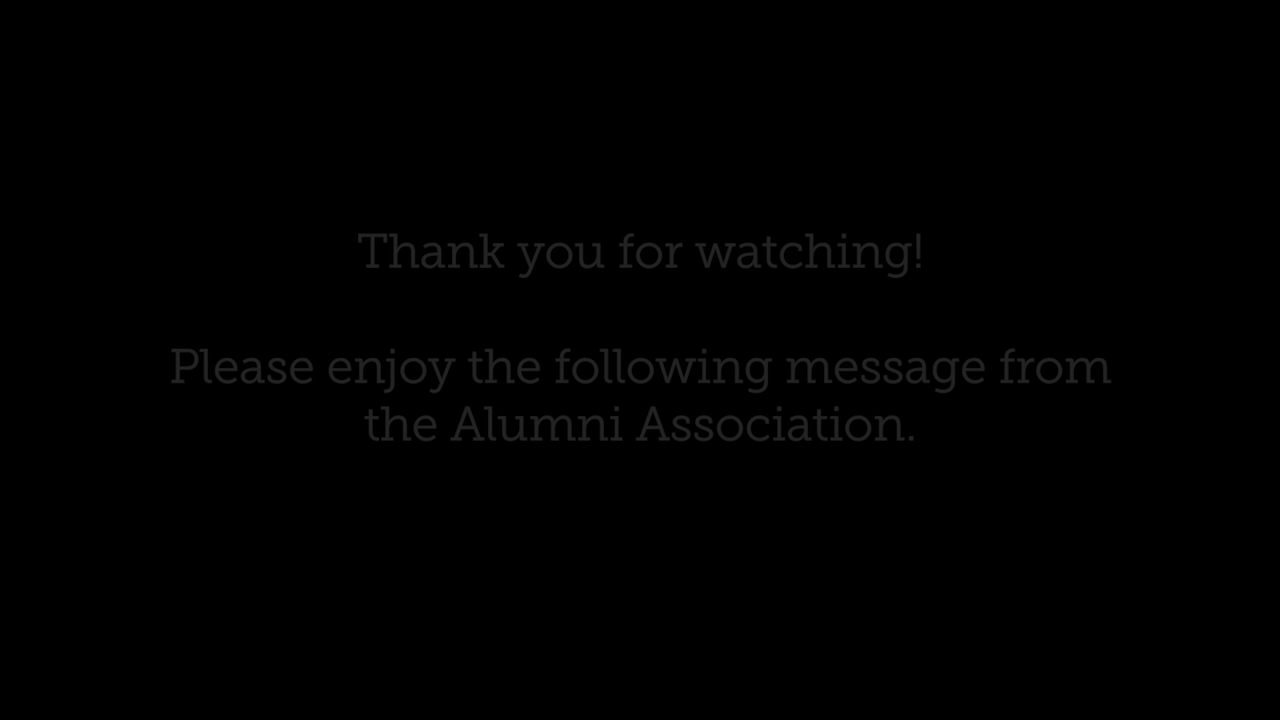 Thank you for watching!
Please enjoy the following message from
the Alumni Association.